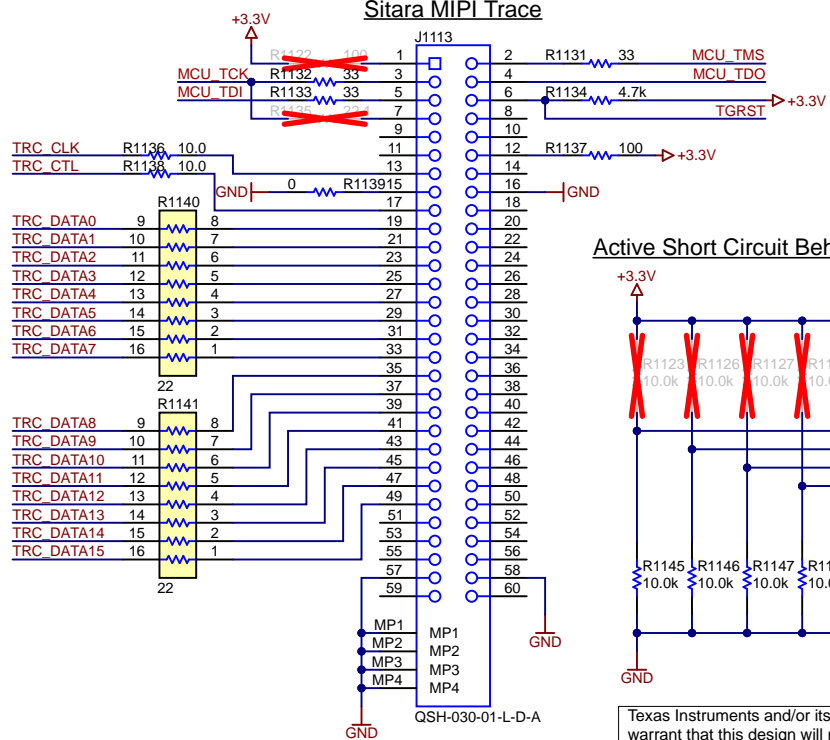 Sitara MIPI Trace
+3.3V
J1113
R1122 100 1 2 R1131 33 MCU_TMS
MCU_TCK R1132 33 3 4 MCU_TDO
MCU_TDI R1133 33 5 6 R1134 4.7k +3.3V
R1135 22.1 7 8 TGRST
9 10
TRC_CLK R1136 10.0 11 12 R1137 100 +3.3V
TRC_CTL R1138 10.0 13 14
GND 0 R1139 15 16 GND
17 18
R1140
TRC_DATA0 9 8 19 20
TRC_DATA1 10 7 21 22
TRC_DATA2 11 6 23 24
TRC_DATA3 12 5 25 26
TRC_DATA4 13 4 27 28
TRC_DATA5 14 3 29 30
TRC_DATA6 15 2 31 32
TRC_DATA7 16 1 33 34
35 36
22 37 38
R1141 39 40
TRC_DATA8 9 8 41 42
TRC_DATA9 10 7 43 44
TRC_DATA10 11 6 45 46
TRC_DATA11 12 5 47 48
TRC_DATA12 13 4 49 50
TRC_DATA13 14 3 51 52
TRC_DATA14 15 2 53 54
TRC_DATA15 16 1 55 56
57 58
22 59 60
MP1 MP1
MP2 MP2
MP3 MP3
MP4 MP4
GND
GND
QSH-030-01-L-D-A
Active Short Circuit Beh
+3.3V
R1123 R1126 R1127 R11
10.0k 10.0k 10.0k 10.0
R1145 R1146 R1147 R11
10.0k 10.0k 10.0k 10.0
GND
Texas Instruments and/or its
warrant that this design will